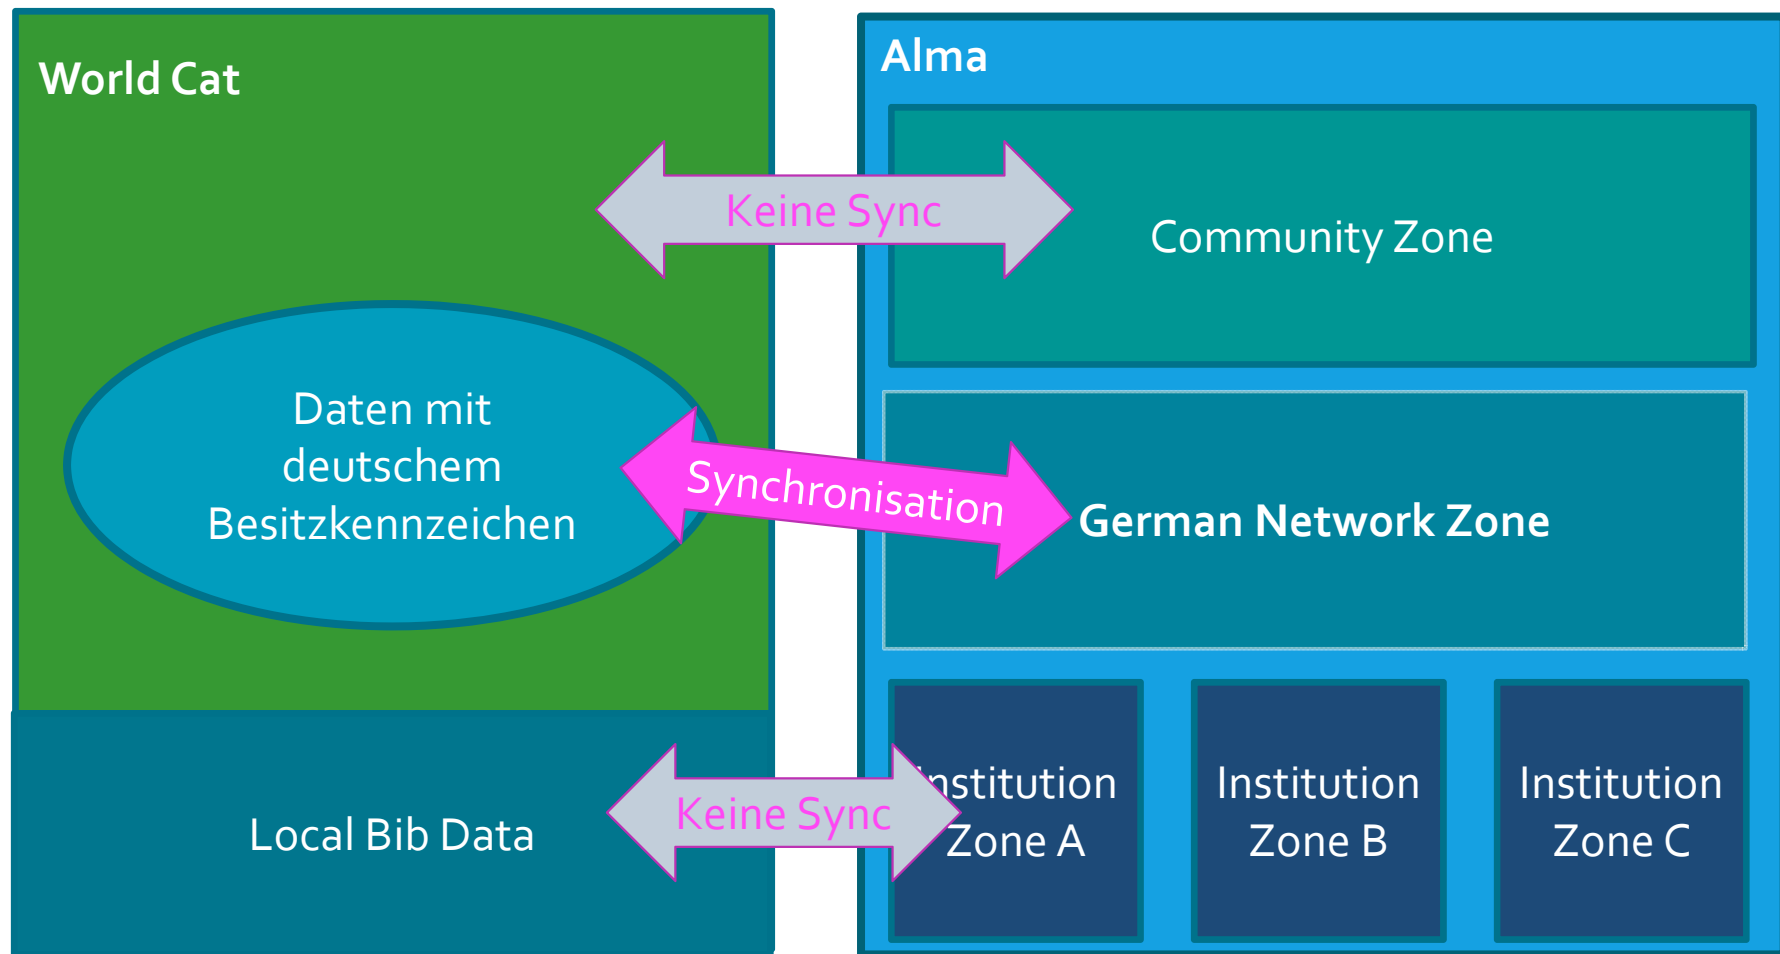 World Cat
Alma
Keine Sync
Community Zone
Daten mit
deutschem
Besitzkennzeichen
Synchronisation
German Network Zone
Local Bib Data
Keine Sync
Institution
Zone A
Institution
Zone B
Institution
Zone C